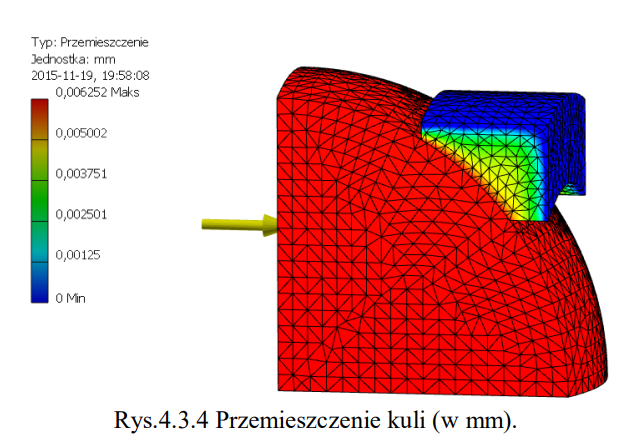 Typ: Przemieszczenie
Jednostka: mm
2015-11-19, 19:58:08
0,006252 Maks
0,005002
0,003751
0,002501
0,00125
0 Min
Rys.4.3.4 Przemieszczenie kuli (w mm).